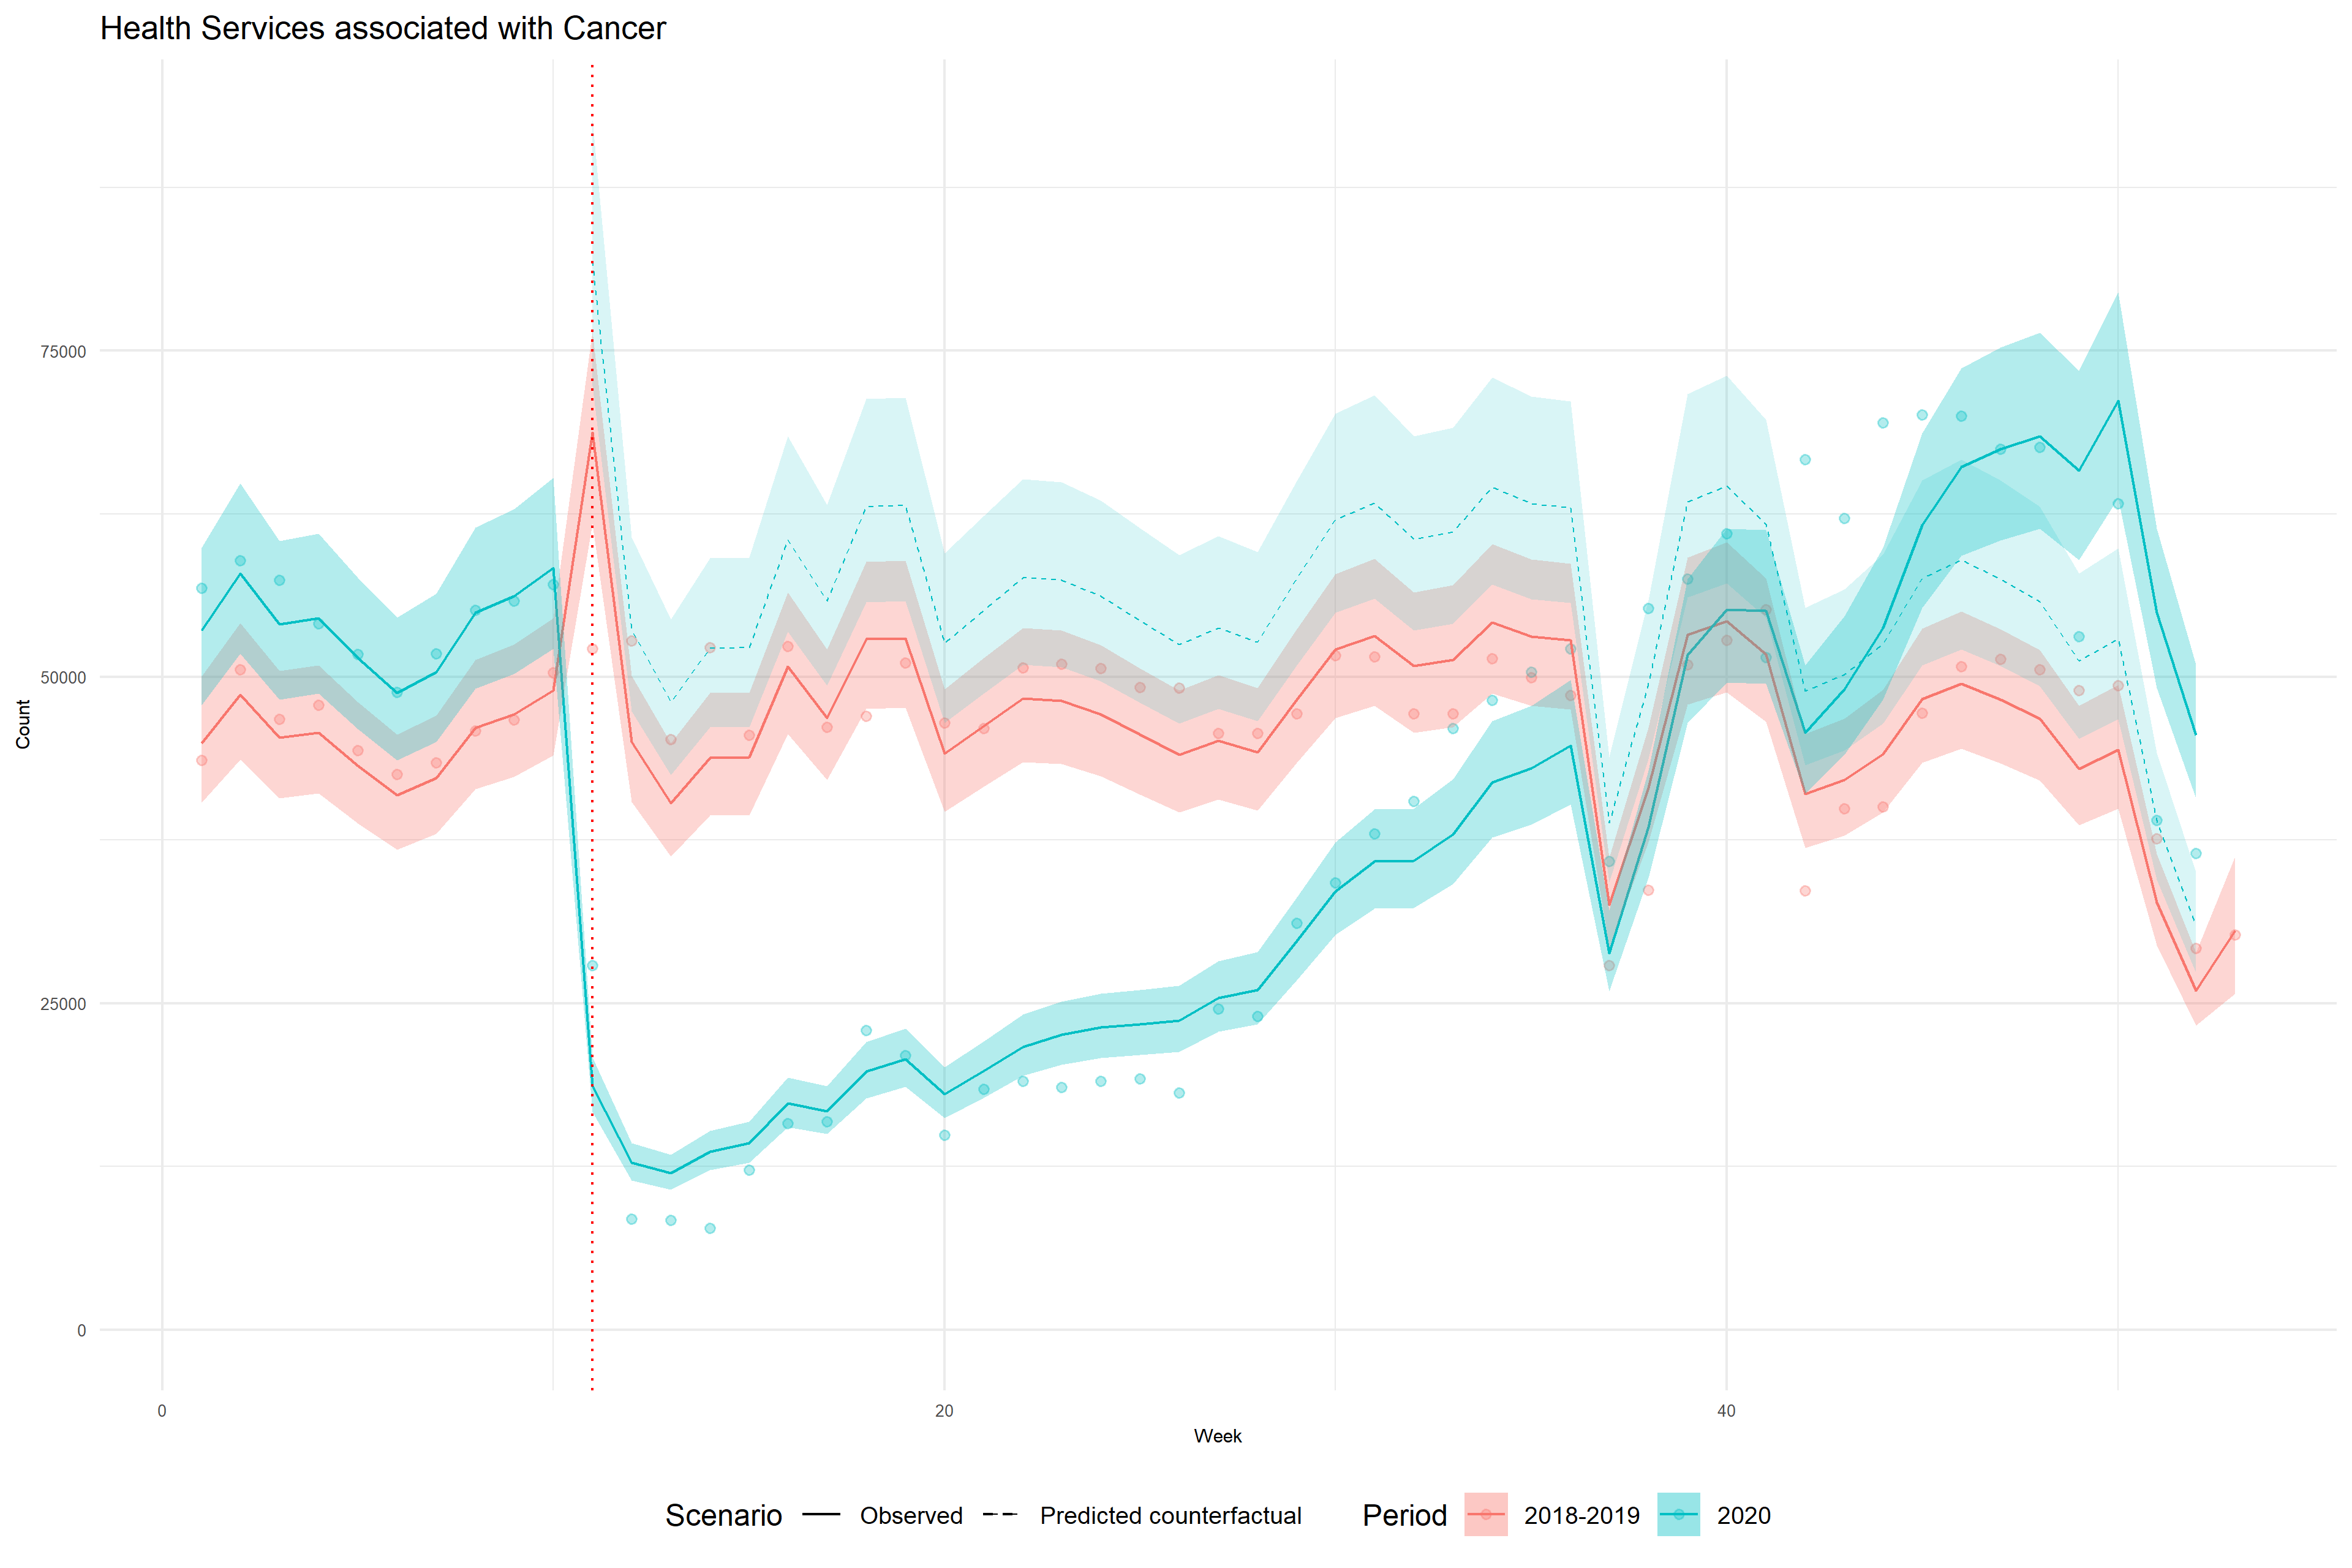 Health Services associated with Cancer
75000
50000
25000
0
Count
0 20 40
Week
Scenario Observed Predicted counterfactual Period 2018-2019 2020